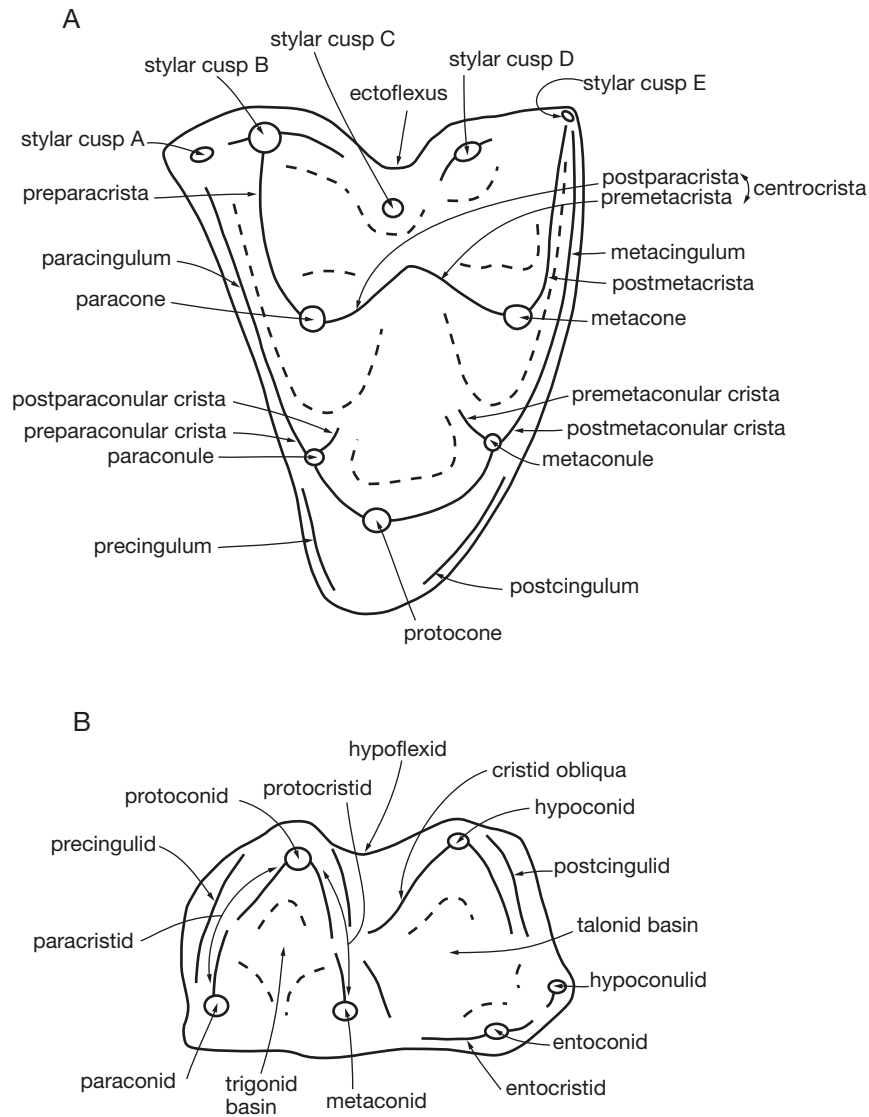 A
stylar cusp C
stylar cusp B
stylar cusp D
ectoflexus
stylar cusp E
stylar cusp A
preparacrista
postparacrista
premetacrista
centrocrista
paracingulum
metacingulum
postmetacrista
paracone
metacone
postparaconular crista
premetaconular crista
preparaconular crista
postmetaconular crista
paraconule
metaconule
precingulum
postcingulum
protocone
B
hypoflexid
cristid obliqua
protocristid
protoconid
hypoconid
precingulid
postcingulid
paracristid
talonid basin
hypoconulid
entoconid
paraconid
trigonid
basin
metaconid
entocristid